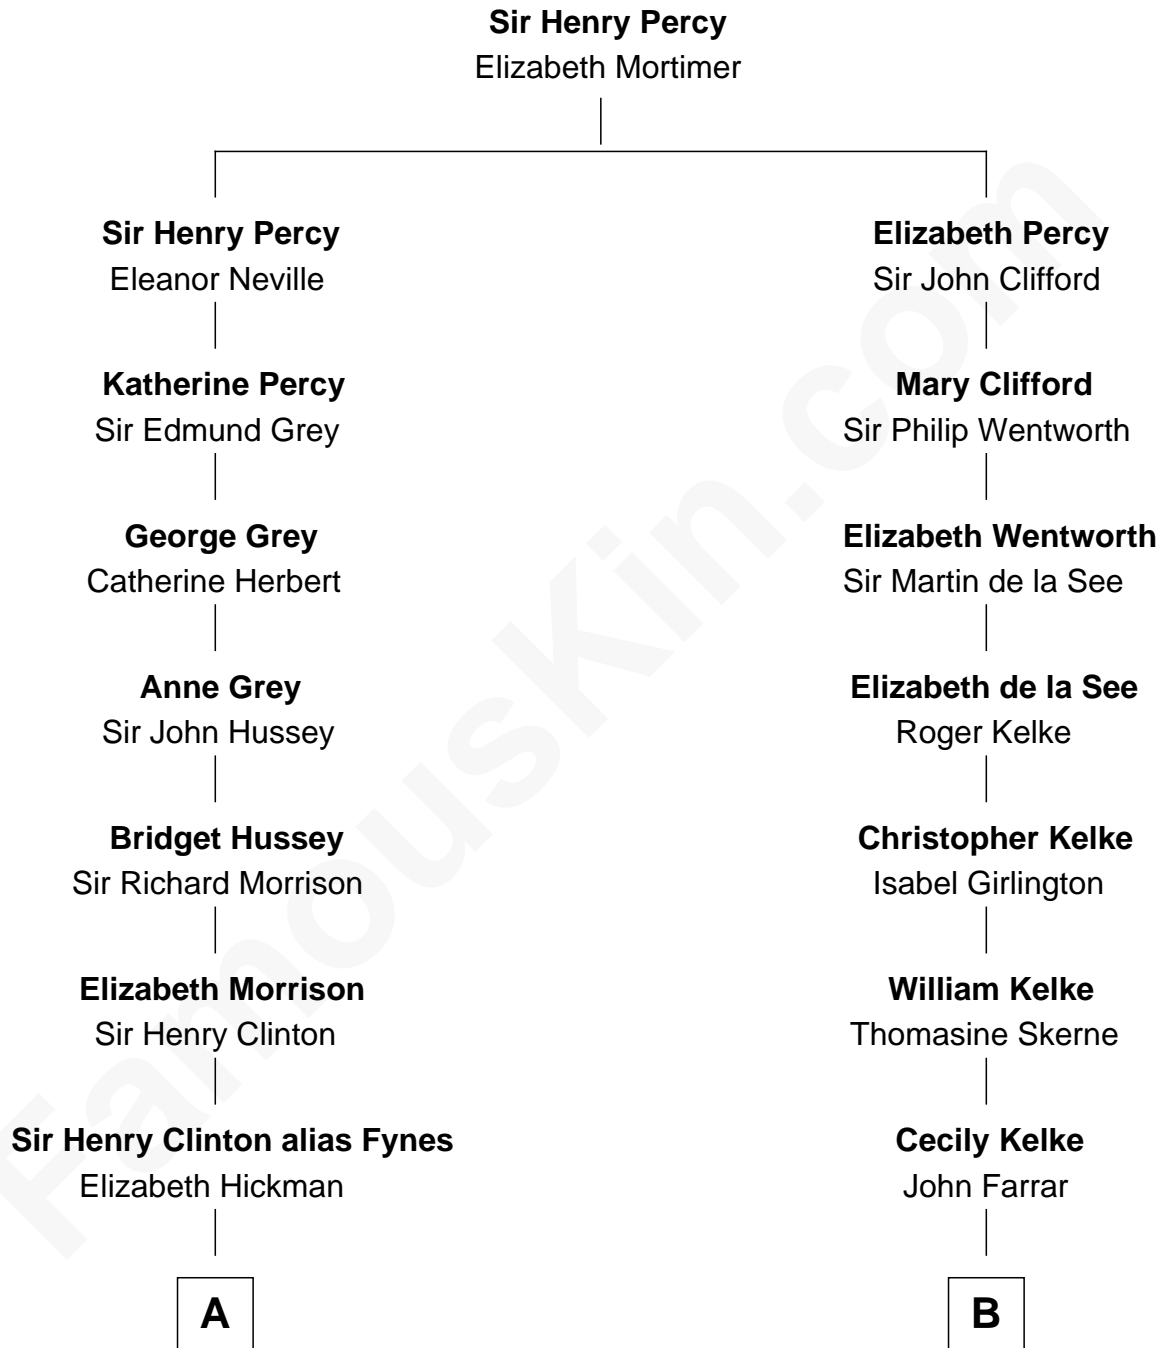 Sir Henry Percy
Elizabeth Mortimer
Sir Henry Percy
Eleanor Neville
Elizabeth Percy
Sir John Clifford
Katherine Percy
Sir Edmund Grey
Mary Clifford
Sir Philip Wentworth
George Grey
Catherine Herbert
Elizabeth Wentworth
Sir Martin de la See
Anne Grey
Sir John Hussey
Elizabeth de la See
Roger Kelke
Bridget Hussey
Sir Richard Morrison
Christopher Kelke
Isabel Girlington
Elizabeth Morrison
Sir Henry Clinton
William Kelke
Thomasine Skerne
Sir Henry Clinton alias Fynes
Elizabeth Hickman
Cecily Kelke
John Farrar
A
B
FamousKin.com